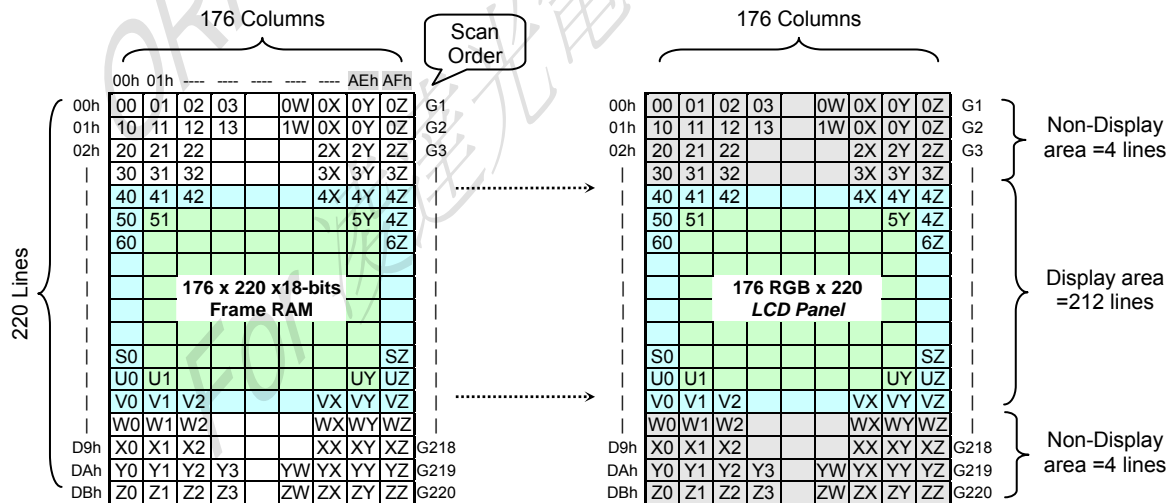 176 Columns
176 Columns
Scan
Order
00h 01h ---- ---- ---- ---- ---- AEh AFh
00h 00 01 02 03 0W 0X 0Y 0Z G1
01h 10 11 12 13 1W 0X 0Y 0Z G2
02h 20 21 22 2X 2Y 2Z G3
30 31 32 3X 3Y 3Z
40 41 42 4X 4Y 4Z
50 51 5Y 4Z
60 6Z
176 x 220 x18-bits
Frame RAM
S0 SZ
U0 U1 UY UZ
V0 V1 V2 VX VY VZ
W0 W1 W2 WX WY WZ
D9h X0 X1 X2 XX XY XZ G218
DAh Y0 Y1 Y2 Y3 YW YX YY YZ G219
DBh Z0 Z1 Z2 Z3 ZW ZX ZY ZZ G220
220 Lines
00h 00 01 02 03 0W 0X 0Y 0Z G1
01h 10 11 12 13 1W 0X 0Y 0Z G2
02h 20 21 22 2X 2Y 2Z G3
30 31 32 3X 3Y 3Z
40 41 42 4X 4Y 4Z
50 51 5Y 4Z
60 6Z
176 RGB x 220
LCD Panel
S0 SZ
U0 U1 UY UZ
V0 V1 V2 VX VY VZ
W0 W1 W2 WX WY WZ
D9h X0 X1 X2 XX XY XZ G218
DAh Y0 Y1 Y2 Y3 YW YX YY YZ G219
DBh Z0 Z1 Z2 Z3 ZW ZX ZY ZZ G220
Non-Display
area =4 lines
Display area
=212 lines
Non-Display
area =4 lines
For 達光電